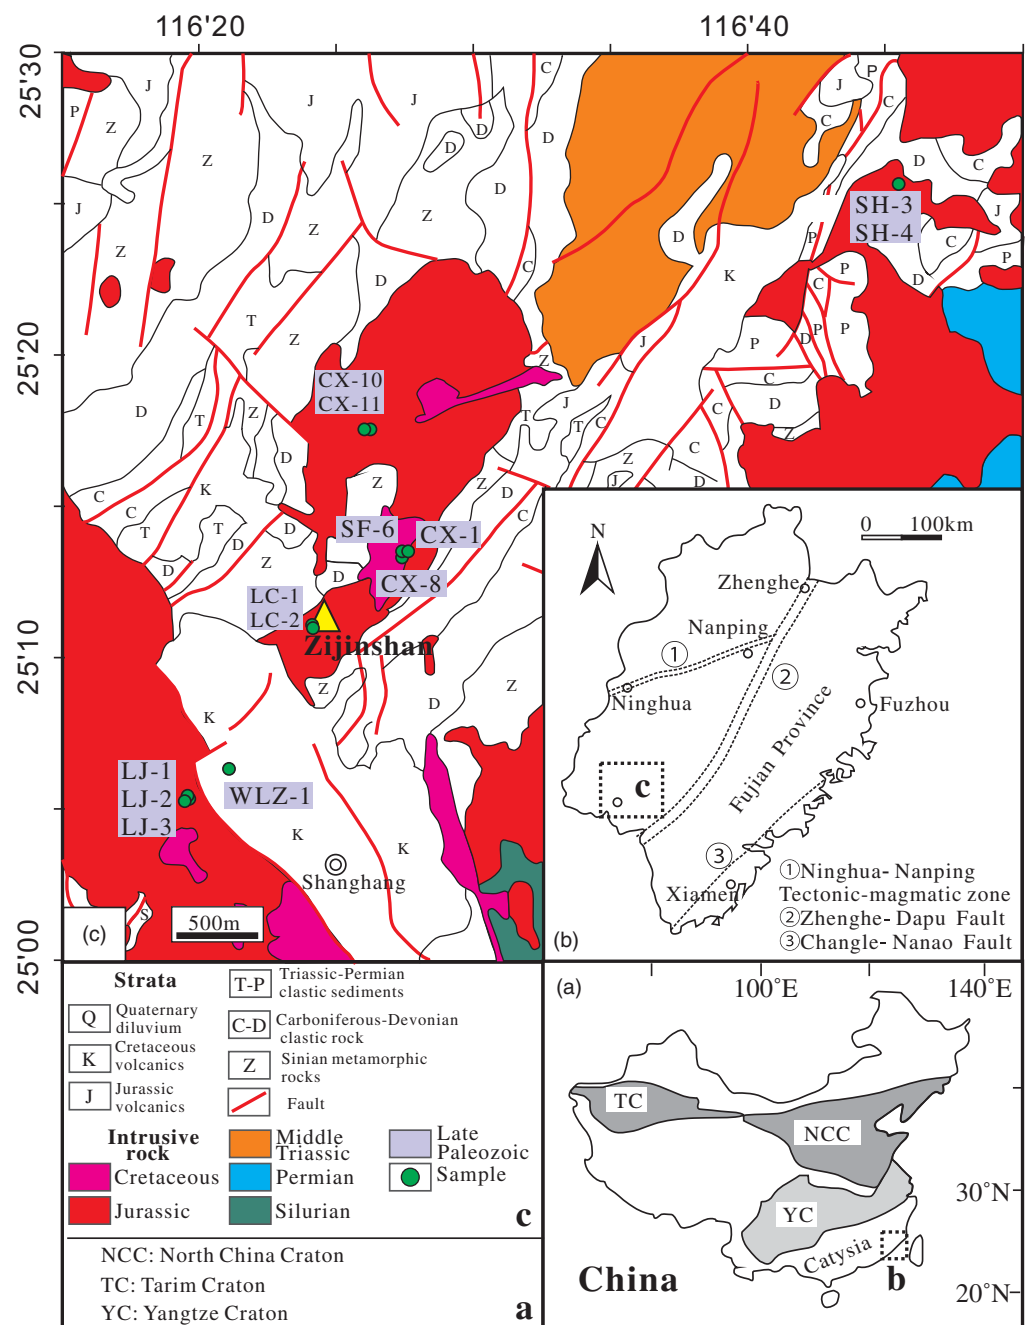 116'20
116'40
25'30
25'20
25'10
25'00
P
J
Z
J
J
C
D
D
D
Z
P
J
P
C
C
D
C
J
P
SH-3
SH-4
J
Z
D
Z
D
Z
D
C
D
P
K
C
D
P
C
P
D
P
T
Z
J
P
C
D
Z
Z
CX-10
CX-11
D
T
Z
D
T
J
T
C
Z
C
C
J
D
C
C
K
T
T
D
D
Z
Z
Z
D
C
SF-6
CX-1
CX-8
D
LC-1
LC-2
Zijinshan
Z
D
Z
K
LJ-1
LJ-2
LJ-3
WLZ-1
K
K
Shanghang
S
500m
(c)
N
0 100km
Zhenghe
Nanping
①
②
Ninghua
Fuzhou
Fujian Province
c
③
Xiamen
①Ninghua- Nanping
Tectonic-magmatic zone
②Zhenghe- Dapu Fault
③Changle- Nanao Fault
(b)
Strata
Q Quaternary
diluvium
K Cretaceous
volcanics
J Jurassic
volcanics
T-P Triassic-Permian
clastic sediments
C-D Carboniferous-Devonian
clastic rock
Z Sinian metamorphic
rocks
Fault
Intrusive
rock
Cretaceous
Jurassic
Middle
Triassic
Permian
Silurian
Late
Paleozoic
Sample
c
NCC: North China Craton
TC: Tarim Craton
YC: Yangtze Craton
a
(a)
100°E
140°E
TC
NCC
YC
Catysia
b
30°N
20°N
China